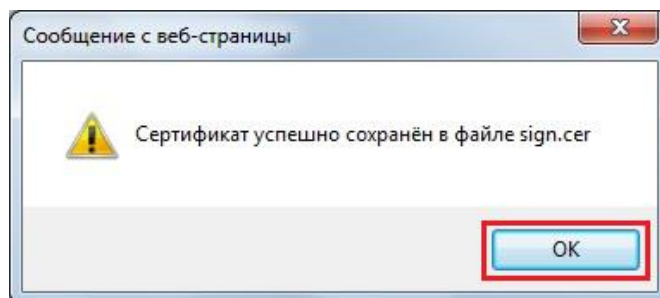 Сообщение с веб-страницы
Сертификат успешно сохранён в файле sign.cer
OK